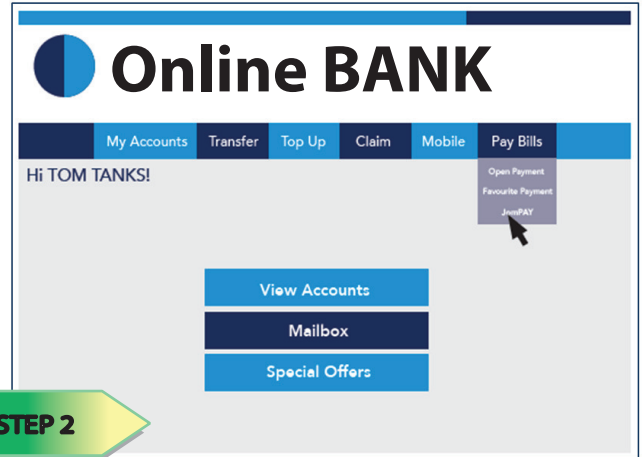 Online BANK
My Accounts Transfer Top Up Claim Mobile Pay Bills
Hi TOM TANKS!
Open Payment
Favourite Payment
JomPAY
View Accounts
Mailbox
Special Offers
STEP 2